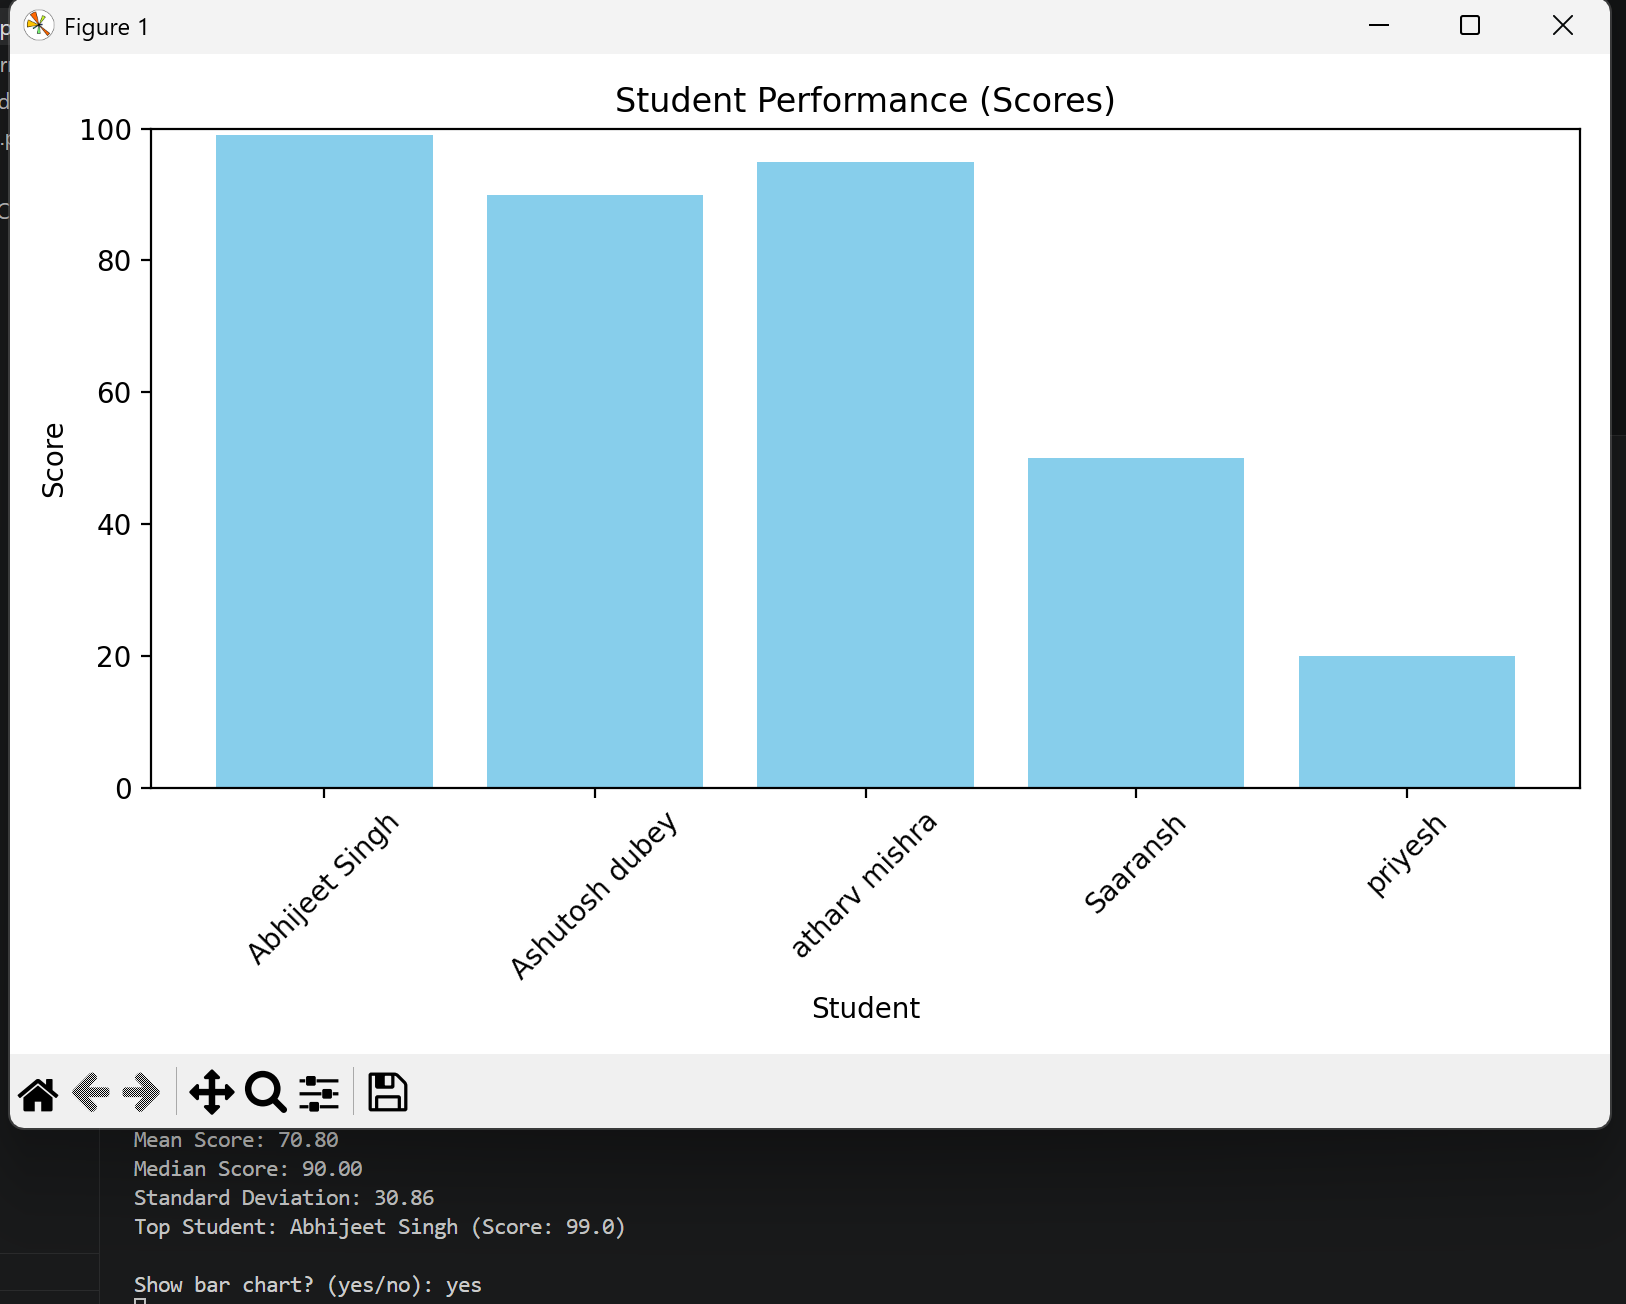 Figure 1
Student Performance (Scores)
100
80
60
40
20
0
Score
Abhijeet Singh
Ashutosh dubey
atharv mishra
Saaransh
priyesh
Student
Mean Score: 70.80
Median Score: 90.00
Standard Deviation: 30.86
Top Student: Abhijeet Singh (Score: 99.0)
Show bar chart? (yes/no): yes